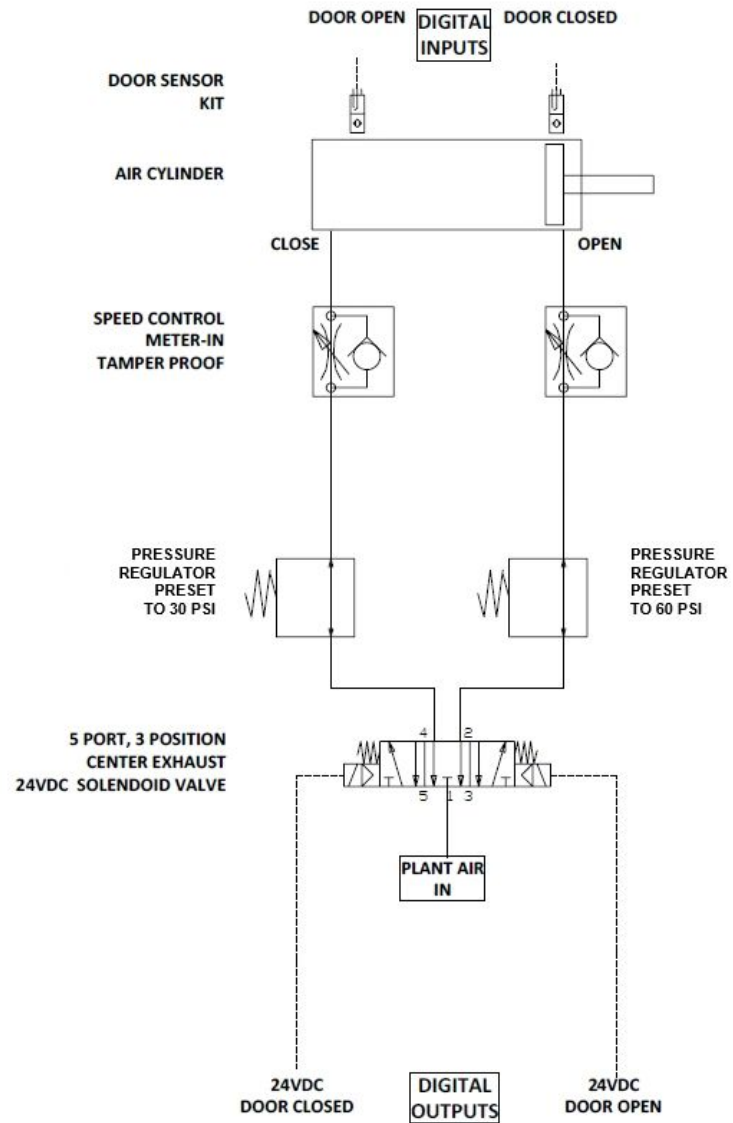 DOOR OPEN
DIGITAL
INPUTS
DOOR CLOSED
DOOR SENSOR
KIT
AIR CYLINDER
CLOSE
OPEN
SPEED CONTROL
METER-IN
TAMPER PROOF
PRESSURE
REGULATOR
PRESET
TO 30 PSI
PRESSURE
REGULATOR
PRESET
TO 60 PSI
5 PORT, 3 POSITION
CENTER EXHAUST
24VDC SOLENDOID VALVE
4 2
5 1 3
PLANT AIR
IN
24VDC
DOOR CLOSED
DIGITAL
OUTPUTS
24VDC
DOOR OPEN